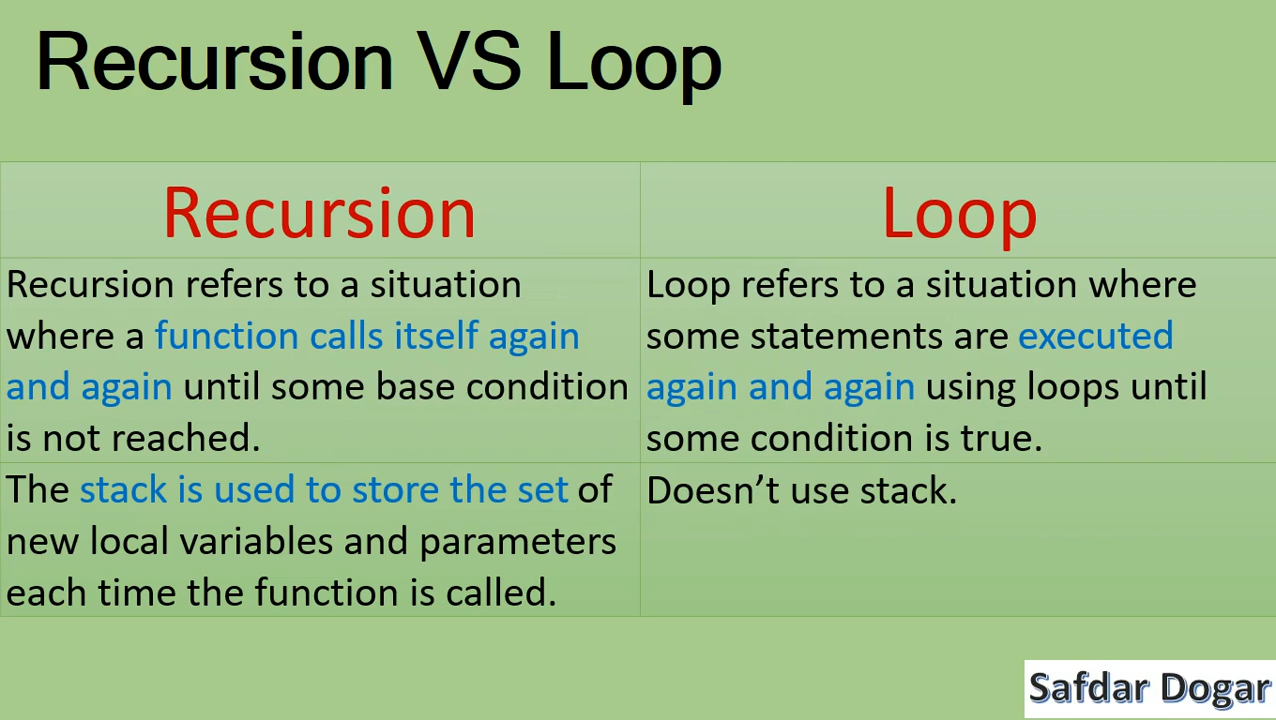 Recursion VS Loop
Recursion
Loop
Recursion refers to a situation
where a function calls itself again
and again until some base condition
is not reached.
Loop refers to a situation where
some statements are executed
again and again using loops until
some condition is true.
The stack is used to store the set of
new local variables and parameters
each time the function is called.
Doesn’t use stack.
Safdar Dogar